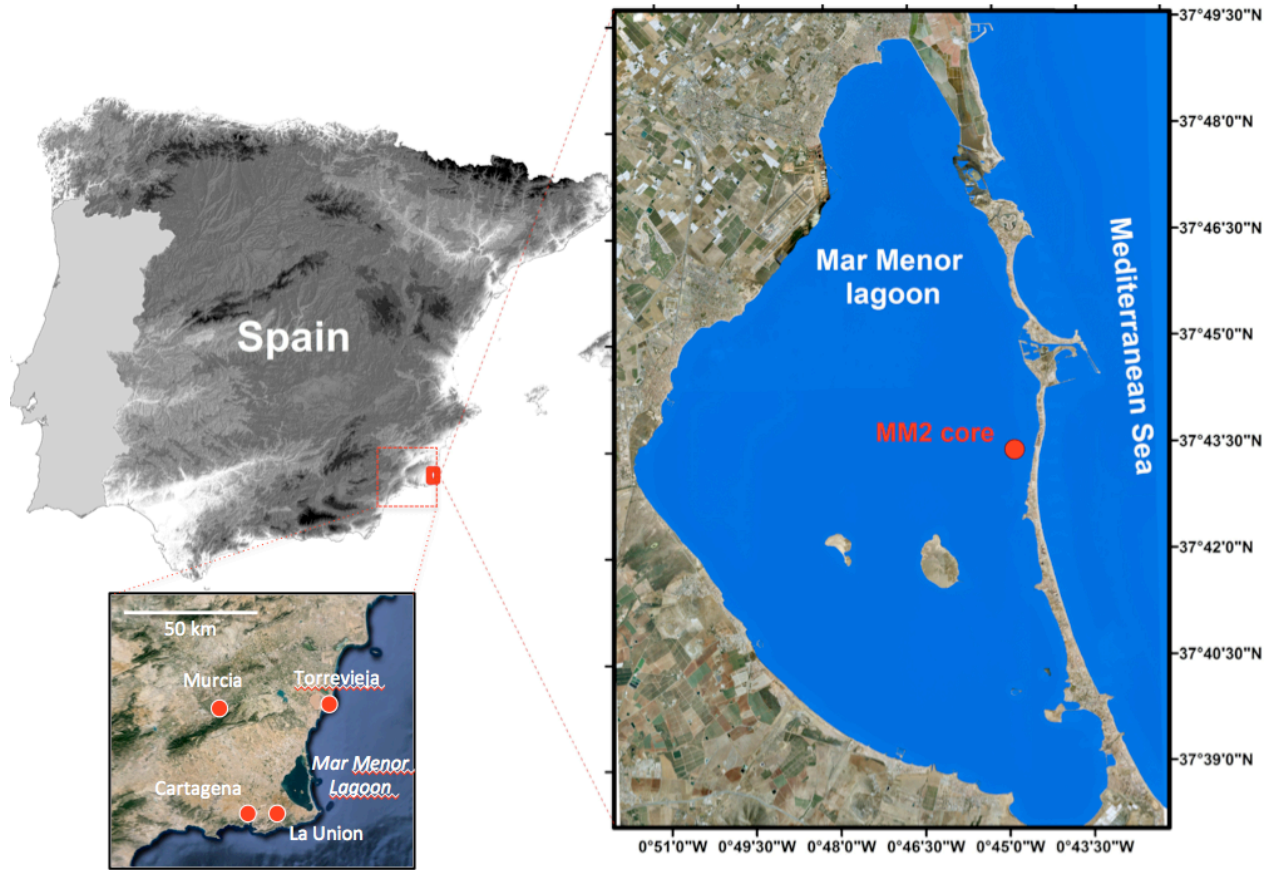 Spain
50 km
Murcia
Torrevieja
Mar Menor
Lagoon
Cartagena
La Union
Mar Menor
lagoon
Mediterranean Sea
MM2 core
37°49'30"N
37°48'0"N
37°46'30"N
37°45'0"N
37°43'30"N
37°42'0"N
37°40'30"N
37°39'0"N
0°51'0"W
0°49'30"W
0°48'0"W
0°46'30"W
0°45'0"W
0°43'30"W